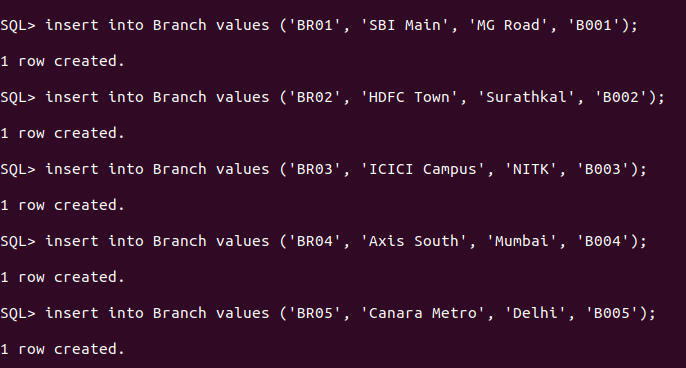 SQL> insert into Branch values ('BR01', 'SBI Main', 'MG Road', 'B001');
1 row created.
SQL> insert into Branch values ('BR02', 'HDFC Town', 'Surathkal', 'B002');
1 row created.
SQL> insert into Branch values ('BR03', 'ICICI Campus', 'NITK', 'B003');
1 row created.
SQL> insert into Branch values ('BR04', 'Axis South', 'Mumbai', 'B004');
1 row created.
SQL> insert into Branch values ('BR05', 'Canara Metro', 'Delhi', 'B005');
1 row created.